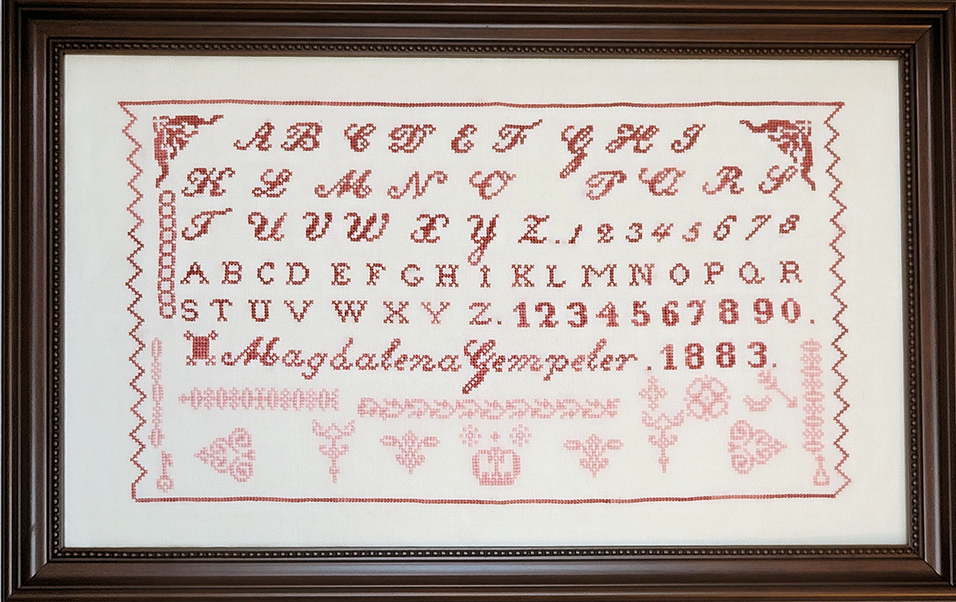 A B C D E F G H I
K L M N O P Q R S
T U V W X Y Z..1 2 3 4 5 6 7 8
A B C D E F G H I K L M N O P Q R
S T U V W X Y Z. 1 2 3 4 5 6 7 8 9 0.
Magdalena Gempeler .1883.